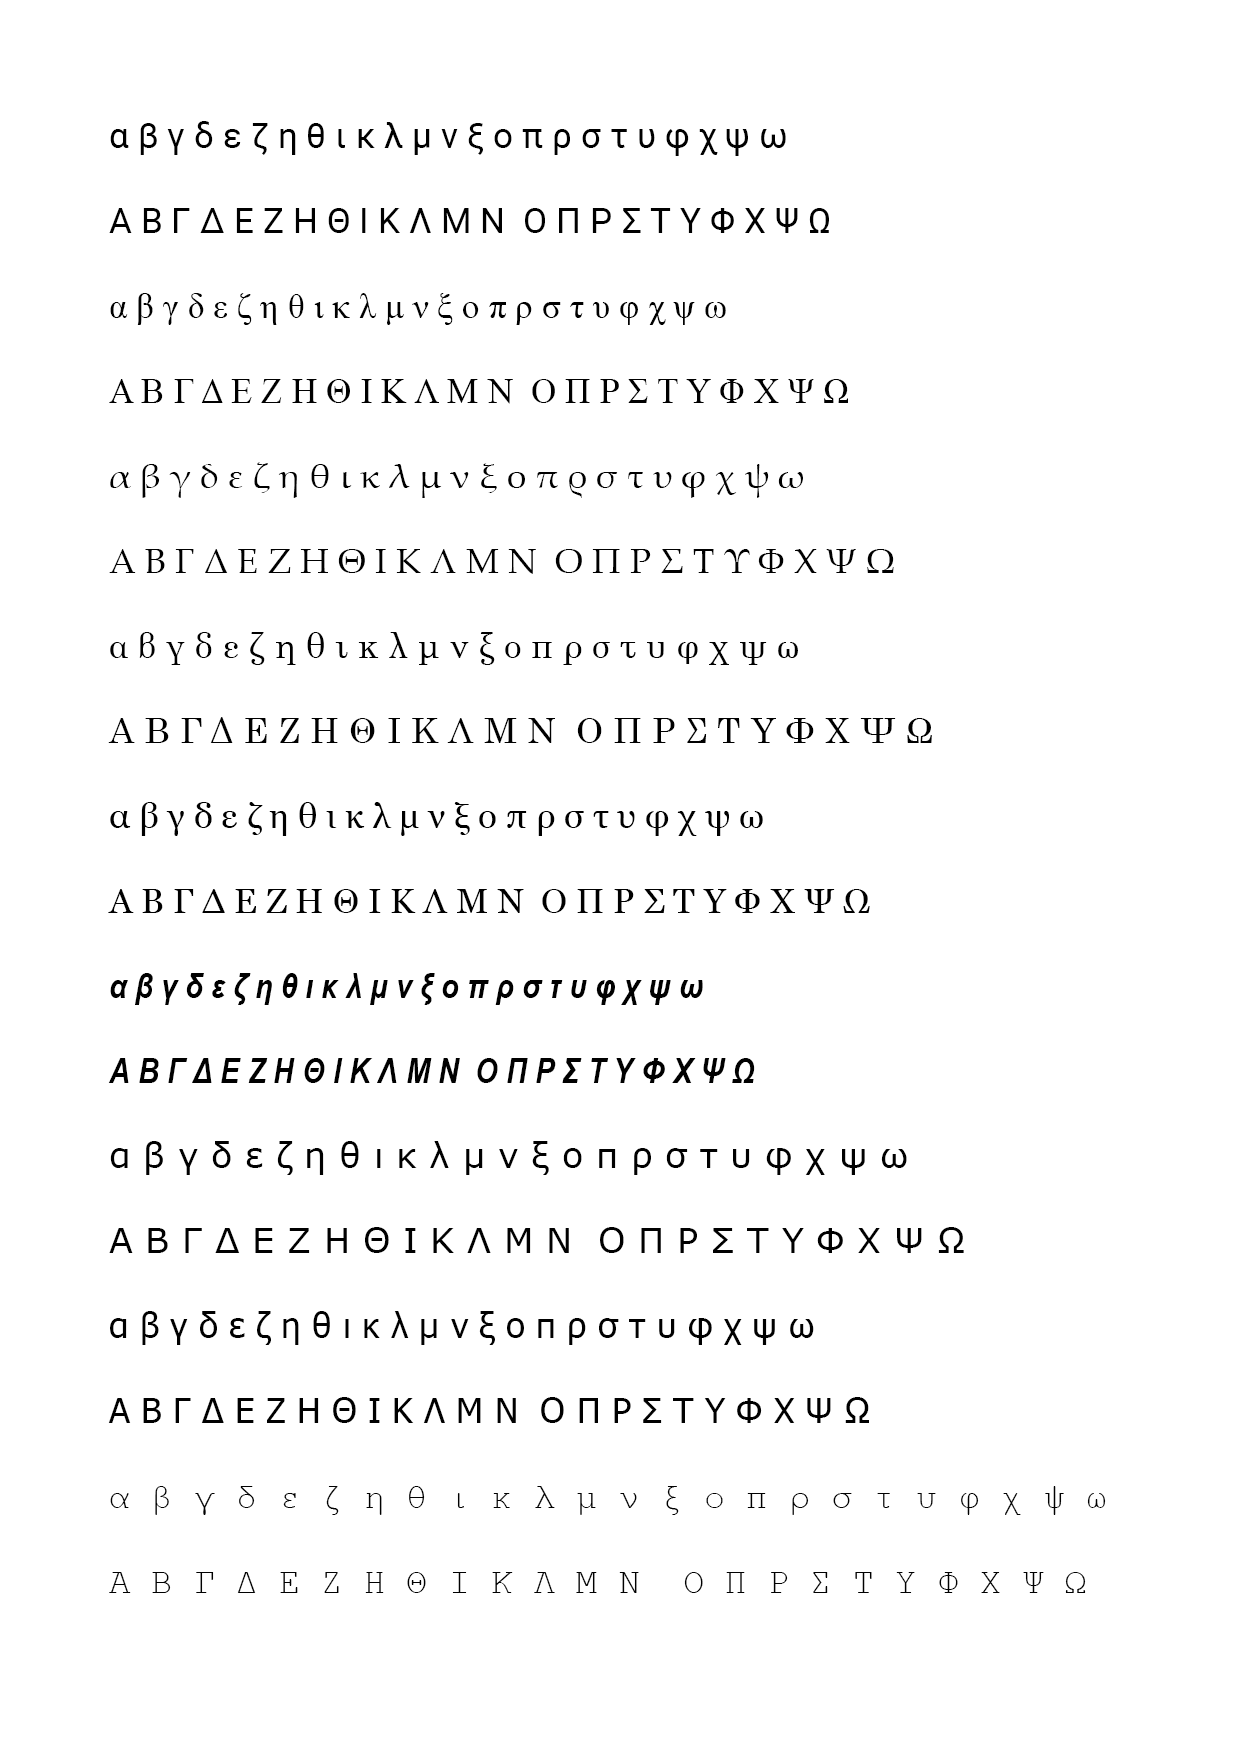 α β γ δ ε ζ η θ ι κ λ μ ν ξ ο π ρ σ τ υ φ χ ψ ω
Α Β Γ Δ Ε Ζ Η Θ Ι Κ Λ Μ Ν Ο Π Ρ Σ Τ Υ Φ Χ Ψ Ω
α β γ δ ε ζ η θ ι κ λ μ ν ξ ο π ρ σ τ υ φ χ ψ ω
Α Β Γ Δ Ε Ζ Η Θ Ι Κ Λ Μ Ν Ο Π Ρ Σ Τ Υ Φ Χ Ψ Ω
α β γ δ ε ζ η θ ι κ λ μ ν ξ ο π ρ σ τ υ φ χ ψ ω
Α Β Γ Δ Ε Ζ Η Θ Ι Κ Λ Μ Ν Ο Π Ρ Σ Τ Υ Φ Χ Ψ Ω
α β γ δ ε ζ η θ ι κ λ μ ν ξ ο π ρ σ τ υ φ χ ψ ω
Α Β Γ Δ Ε Ζ Η Θ Ι Κ Λ Μ Ν Ο Π Ρ Σ Τ Υ Φ Χ Ψ Ω
α β γ δ ε ζ η θ ι κ λ μ ν ξ ο π ρ σ τ υ φ χ ψ ω
Α Β Γ Δ Ε Ζ Η Θ Ι Κ Λ Μ Ν Ο Π Ρ Σ Τ Υ Φ Χ Ψ Ω
α β γ δ ε ζ η θ ι κ λ μ ν ξ ο π ρ σ τ υ φ χ ψ ω
Α Β Γ Δ Ε Ζ Η Θ Ι Κ Λ Μ Ν Ο Π Ρ Σ Τ Υ Φ Χ Ψ Ω
α β γ δ ε ζ η θ ι κ λ μ ν ξ ο π ρ σ τ υ φ χ ψ ω
Α Β Γ Δ Ε Ζ Η Θ Ι Κ Λ Μ Ν Ο Π Ρ Σ Τ Υ Φ Χ Ψ Ω
α β γ δ ε ζ η θ ι κ λ μ ν ξ ο π ρ σ τ υ φ χ ψ ω
Α Β Γ Δ Ε Ζ Η Θ Ι Κ Λ Μ Ν Ο Π Ρ Σ Τ Υ Φ Χ Ψ Ω
α β γ δ ε ζ η θ ι κ λ μ ν ξ ο π ρ σ τ υ φ χ ψ ω
Α Β Γ Δ Ε Ζ Η Θ Ι Κ Λ Μ Ν Ο Π Ρ Σ Τ Υ Φ Χ Ψ Ω